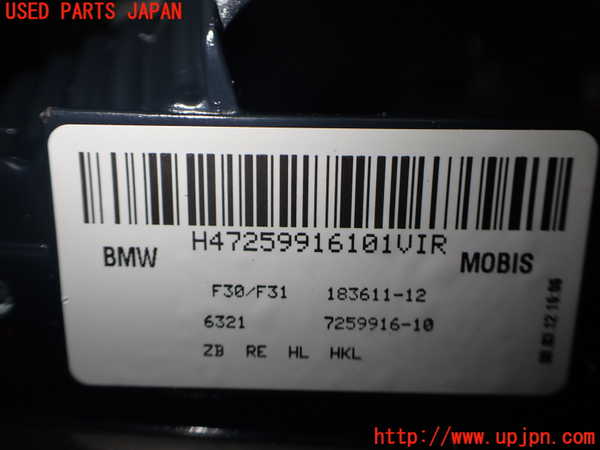 USED PARTS JAPAN
H47259916101VIR
BMW MOBIS
F30/F31 183611-12
6321 7259916-10
ZB RE HL HKL
http://www.upjpn.com/